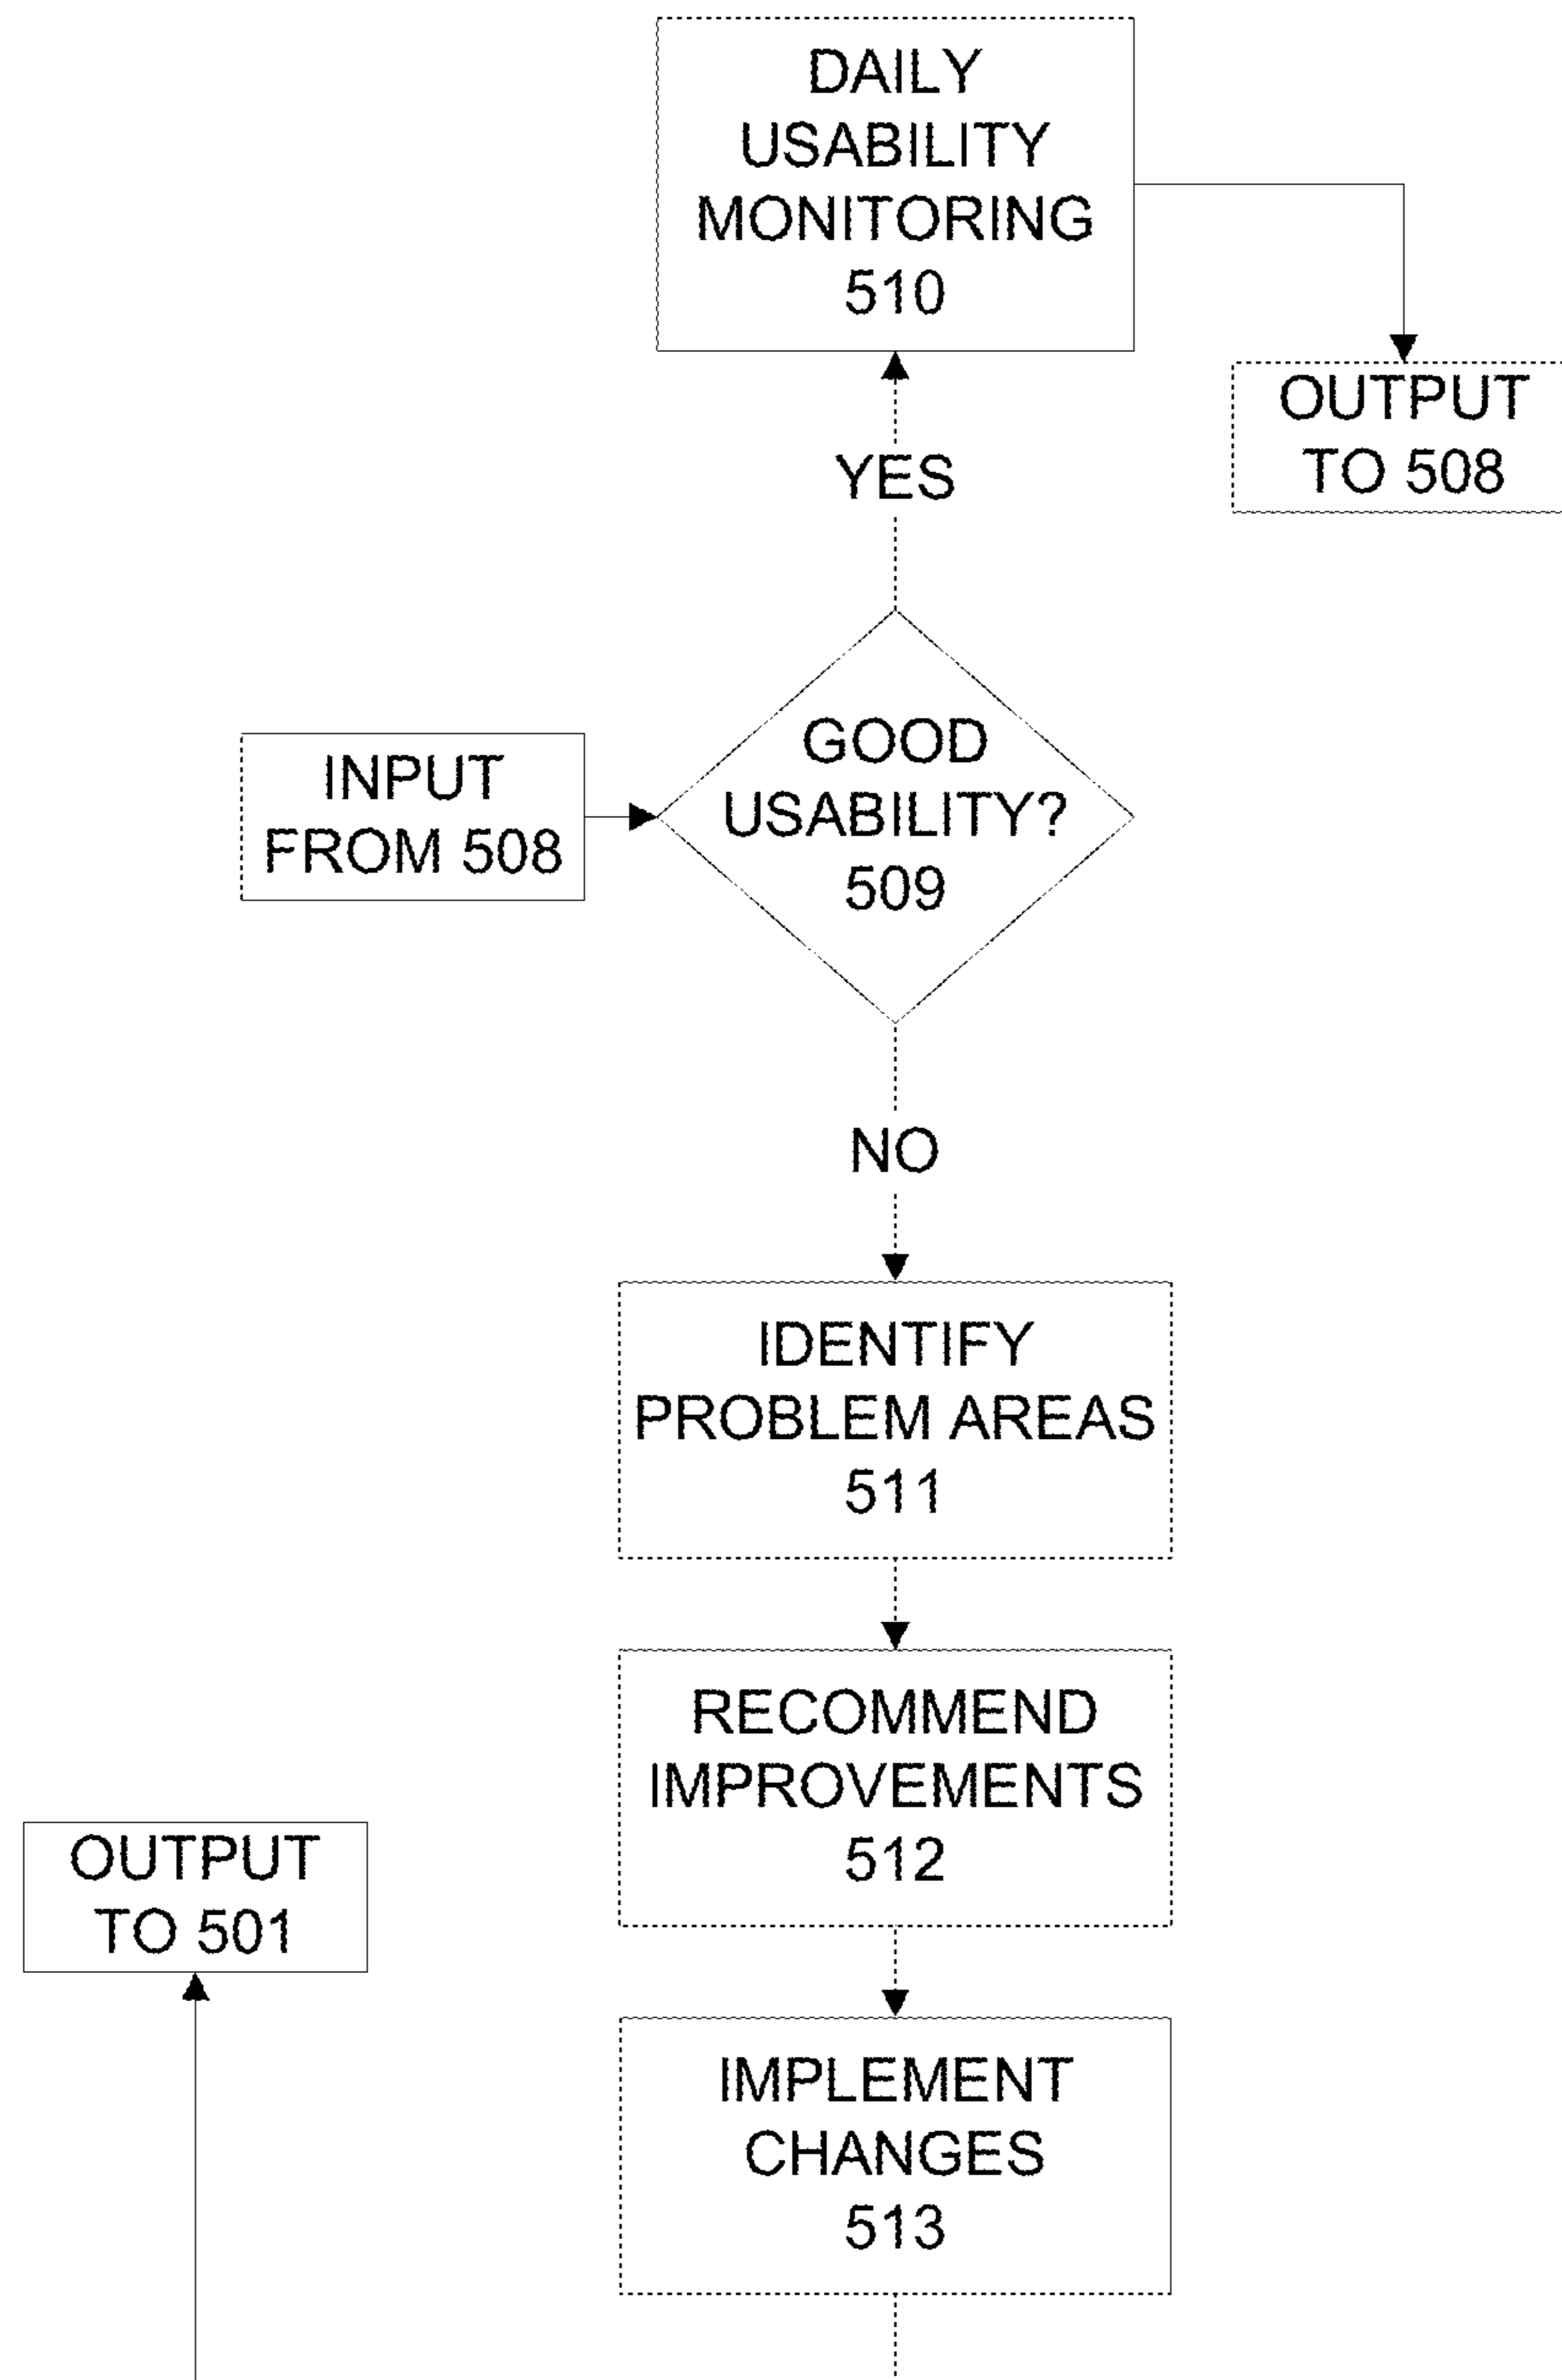 DAILY
USABILITY
MONITORING
510
OUTPUT
TO 508
YES
GOOD
USABILITY?
509
INPUT
FROM 508
NO
IDENTIFY
PROBLEM AREAS
511
RECOMMEND
IMPROVEMENTS
512
OUTPUT
TO 501
IMPLEMENT
CHANGES
513